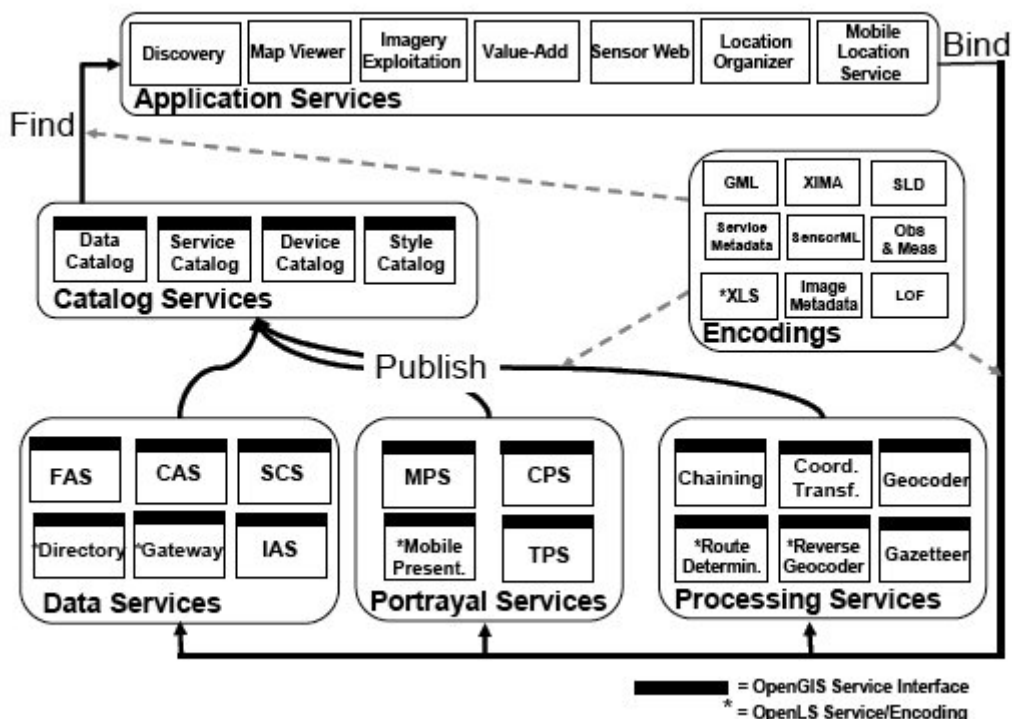 Discovery
Map Viewer
Imagery
Exploitation
Value-Add
Sensor Web
Location
Organizer
Mobile
Location
Service
Application Services
Bind
Find
GML
XIMA
SLD
Service
Metadata
SensorML
Obs
& Meas
*XLS
Image
Metadata
LOF
Encodings
Data
Catalog
Service
Catalog
Device
Catalog
Style
Catalog
Catalog Services
Publish
FAS
CAS
SCS
*Directory
*Gateway
IAS
Data Services
MPS
CPS
*Mobile
Present.
TPS
Portrayal Services
Chaining
Coord.
Transf.
Geocoder
*Route
Determin.
*Reverse
Geocoder
Gazetteer
Processing Services
= OpenGIS Service Interface
* = OpenLS Service/Encoding